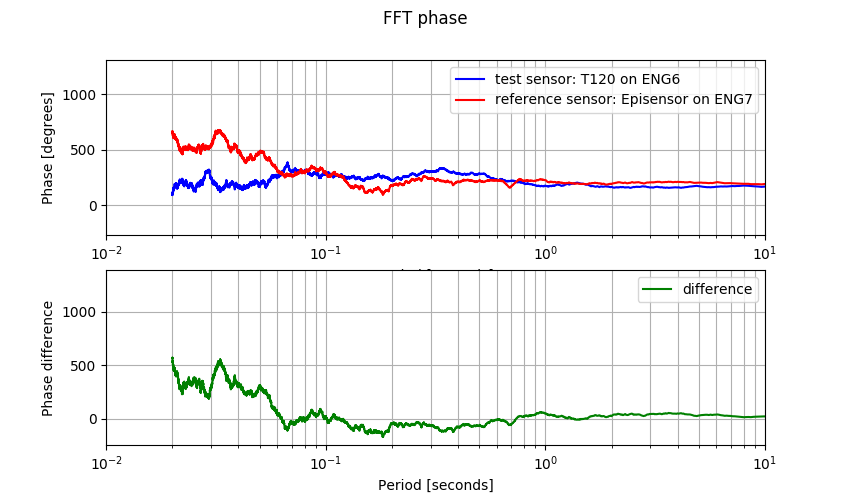 FFT phase
test sensor: T120 on ENG6
reference sensor: Episensor on ENG7
Phase [degrees]
1000
500
0
10⁻²
10⁻¹
10⁰
10¹
difference
Phase difference
1000
500
0
10⁻²
10⁻¹
10⁰
10¹
Period [seconds]